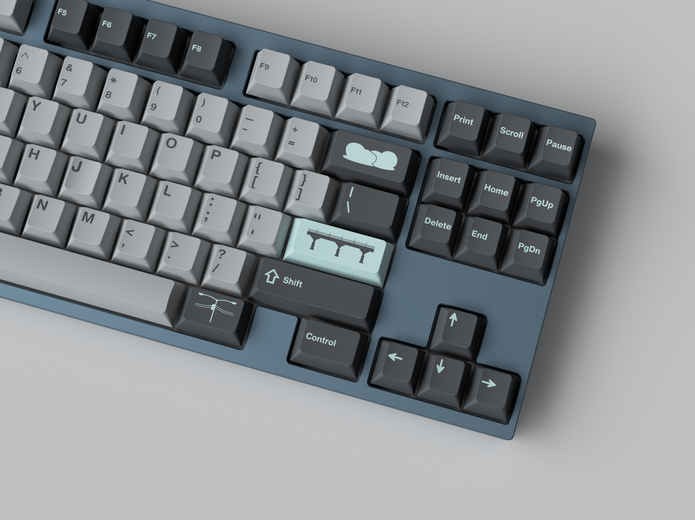 F5
F6
F7
F8
F9
F10
F11
F12
Print
Scroll
Pause
^
6
&
7
*
8
(
9
)
0
_
-
+
=
Insert
Home
PgUp
Y
U
I
O
P
{
[
}
]
|
\
Delete
End
PgDn
H
J
K
L
:
;
"
'
N
M
<
,
>
.
?
/
⇧ Shift
↑
Control
←
↓
→